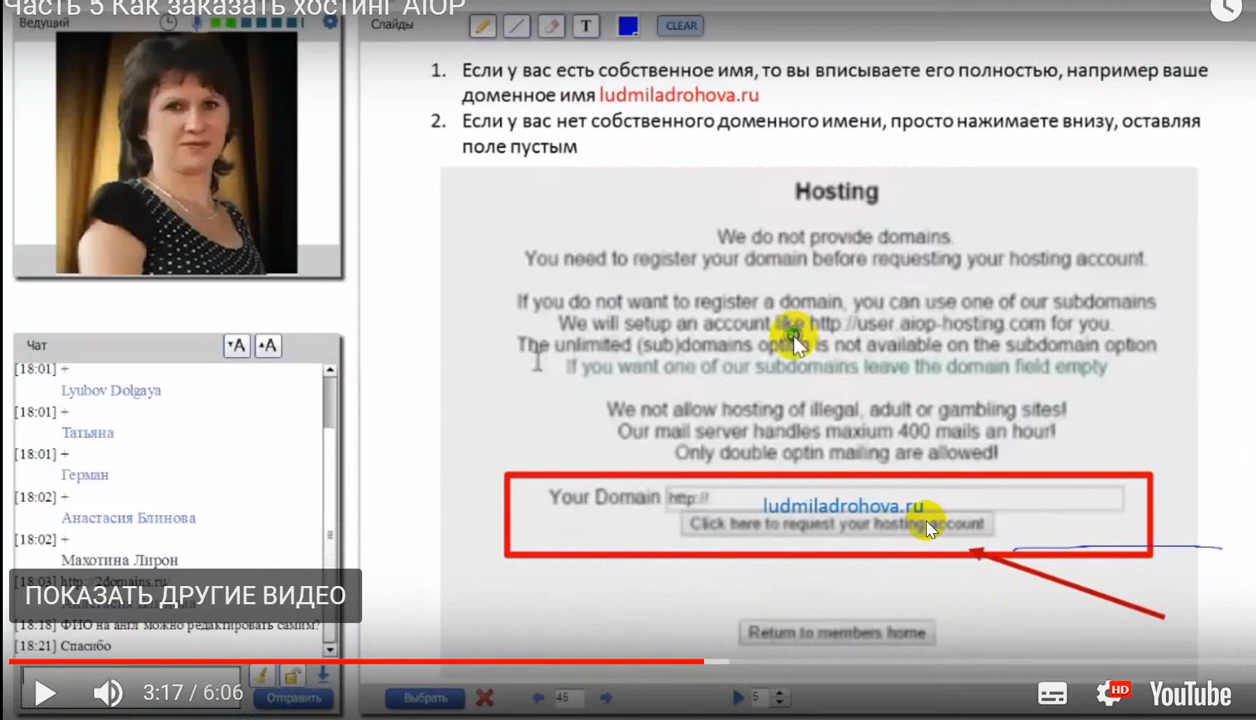 Часть 5 Как заказать хостинг AIOP
Ведущий
Слайды
T
CLEAR
1. Если у вас есть собственное имя, то вы вписываете его полностью, например ваше
доменное имя ludmiladrohova.ru
2. Если у вас нет собственного доменного имени, просто нажимаете внизу, оставляя
поле пустым
Hosting
We do not provide domains.
You need to register your domain before requesting your hosting account.
If you do not want to register a domain, you can use one of our subdomains
We will setup an account like http://user.aiop-hosting.com for you.
The unlimited (sub)domains option is not available on the subdomain option
If you want one of our subdomains leave the domain field empty
We not allow hosting of illegal, adult or gambling sites!
Our mail server handles maxium 400 mails an hour!
Only double optin mailing are allowed!
Your Domain http://
ludmiladrohova.ru
Click here to request your hosting account
Return to members home
Чат
A A
[18:01] +
Lyubov Dolgaya
[18:01] +
Татьяна
[18:01] +
Герман
[18:02] +
Анастасия Блинова
[18:02] +
Махотина Лирон
[18:03] http://2domains.ru/
Анастасия Блинова
[18:18] ФИО на англ можно редактировать самим?
[18:21] Спасибо
ПОКАЗАТЬ ДРУГИЕ ВИДЕО
Отправить
Выбрать
45
5
3:17 / 6:06
HD
YouTube